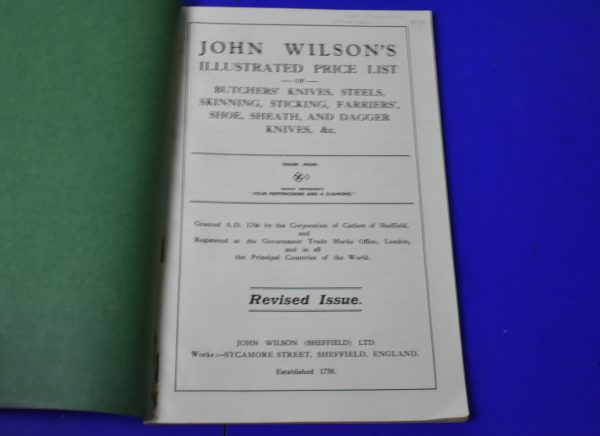 JOHN WILSON'S
ILLUSTRATED PRICE LIST
—OF—
BUTCHERS' KNIVES, STEELS,
SKINNING, STICKING, FARRIERS',
SHOE, SHEATH, AND DAGGER
KNIVES, &c.
TRADE MARK:
"FOUR PEPPERCORNS AND A DIAMOND."
Granted A.D. 1766 by the Corporation of Cutlers of Sheffield,
and
Registered at the Government Trade Marks Office, London,
and in all
the Principal Countries of the World.
Revised Issue.
JOHN WILSON (SHEFFIELD) LTD.
Works:—SYCAMORE STREET, SHEFFIELD, ENGLAND.
Established 1750.